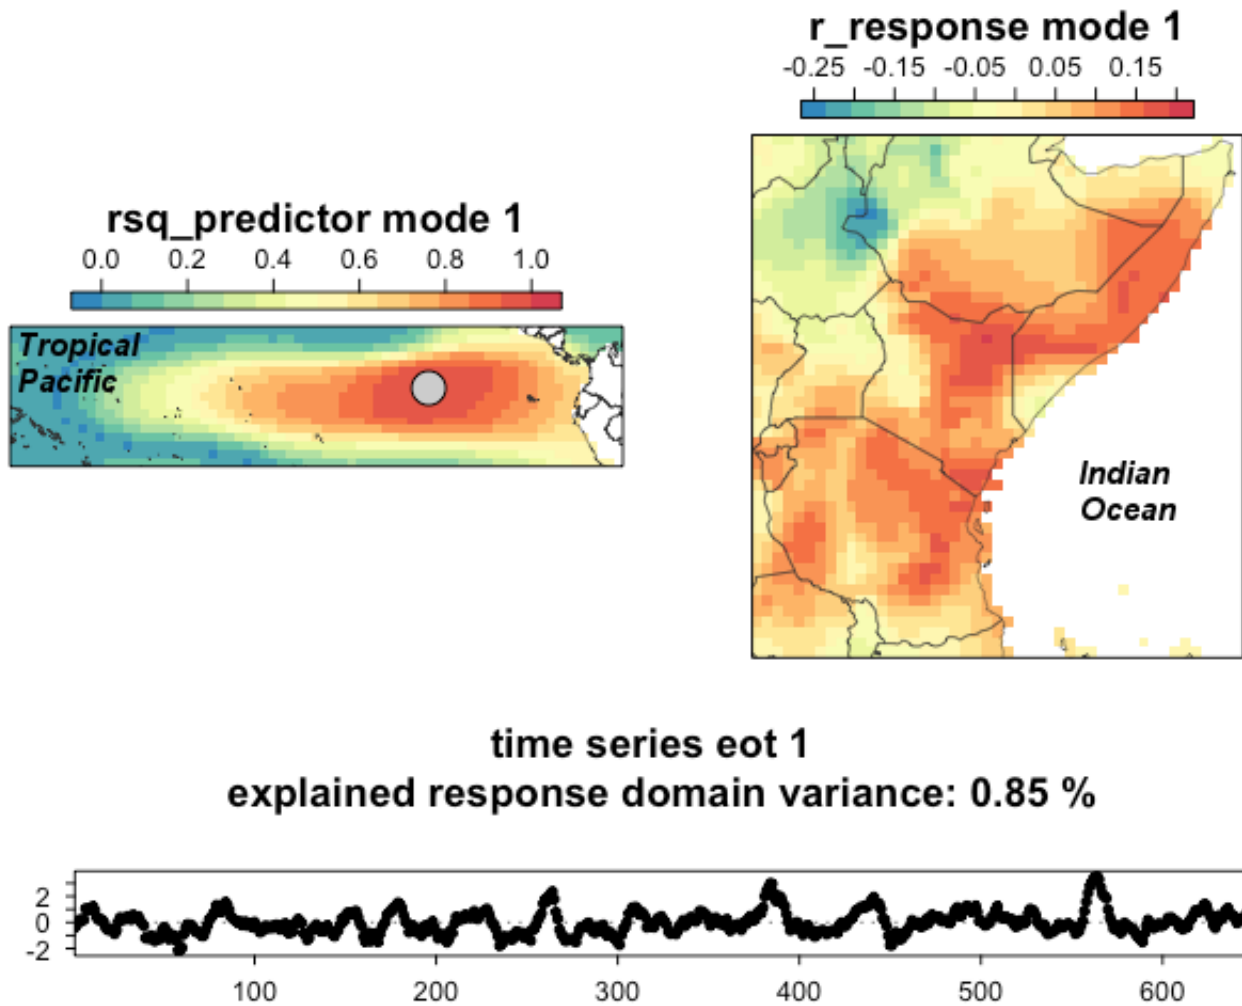 r_response mode 1
-0.25 -0.15 -0.05 0.05 0.15
rsq_predictor mode 1
0.0 0.2 0.4 0.6 0.8 1.0
Tropical
Pacific
Indian
Ocean
time series eot 1
explained response domain variance: 0.85 %
2
0
-2
100 200 300 400 500 600